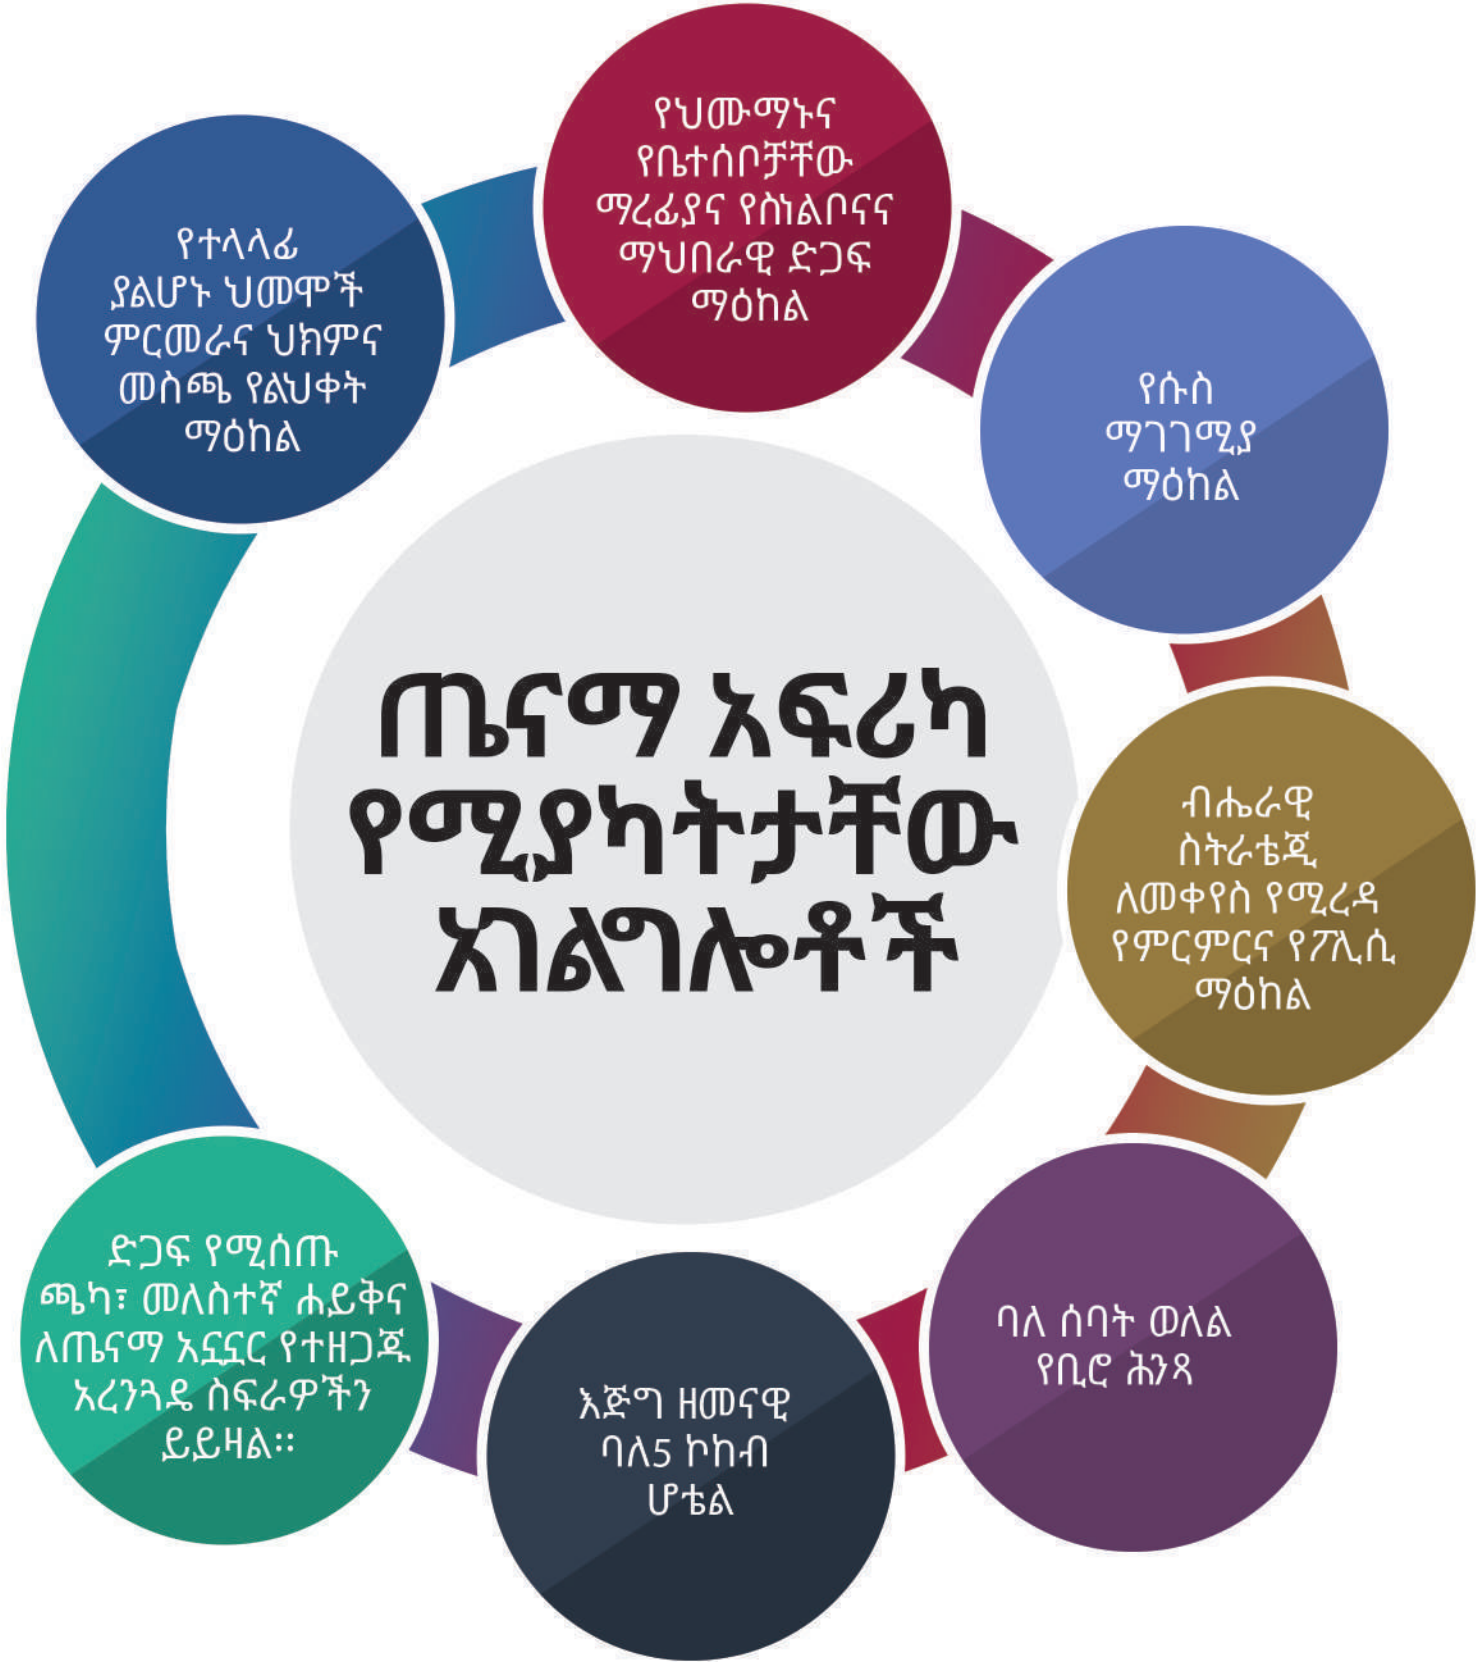 የህሙማኑና
የቤተሰቦቻቸው
ማረፊያና የስነልቦናና
ማህበራዊ ድጋፍ
ማዕከል
የሱስ
ማገገሚያ
ማዕከል
ብሔራዊ
ስትራቴጂ
ለመቀየስ የሚረዳ
የምርምርና የፖሊሲ
ማዕከል
ባለ ሰባት ወለል
የቢሮ ሕንጻ
እጅግ ዘመናዊ
ባለ5 ኮከብ
ሆቴል
ድጋፍ የሚሰጡ
ጫካ፣ መለስተኛ ሐይቅና
ለጤናማ አኗኗር የተዘጋጁ
አረንጓዴ ስፍራዎችን
ይይዛል።
የተላላፊ
ያልሆኑ ህመሞች
ምርመራና ህክምና
መስጫ የልህቀት
ማዕከል
ጤናማ አፍሪካ
የሚያካትታቸው
አገልግሎቶች